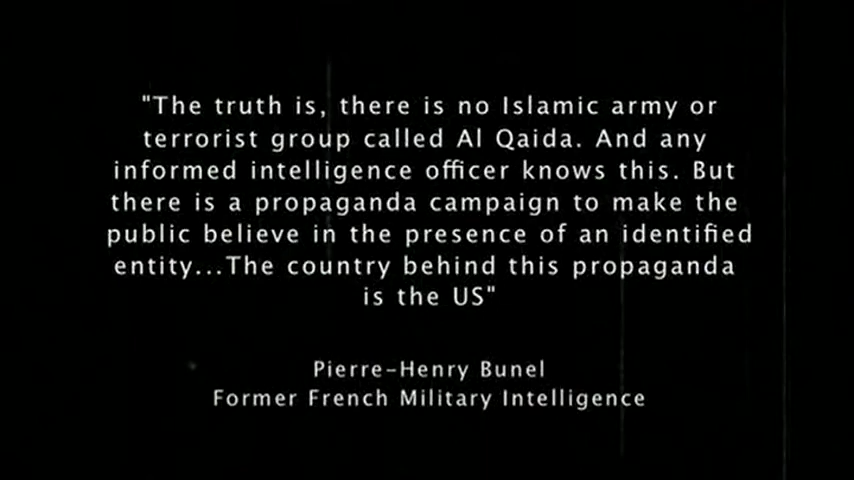 "The truth is, there is no Islamic army or
terrorist group called Al Qaida. And any
informed intelligence officer knows this. But
there is a propaganda campaign to make the
public believe in the presence of an identified
entity...The country behind this propaganda
is the US"
Pierre-Henry Bunel
Former French Military Intelligence